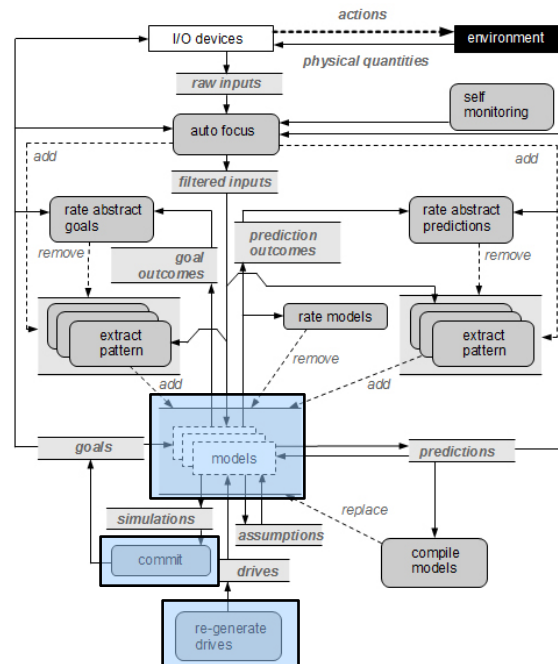 actions
I/O devices
environment
physical quantities
raw inputs
self
monitoring
auto focus
add
add
filtered inputs
rate abstract
goals
rate abstract
predictions
remove
prediction
outcomes
remove
goal
outcomes
rate models
extract
pattern
extract
pattern
remove
add
add
goals
models
predictions
simulations
replace
assumptions
commit
compile
models
drives
re-generate
drives